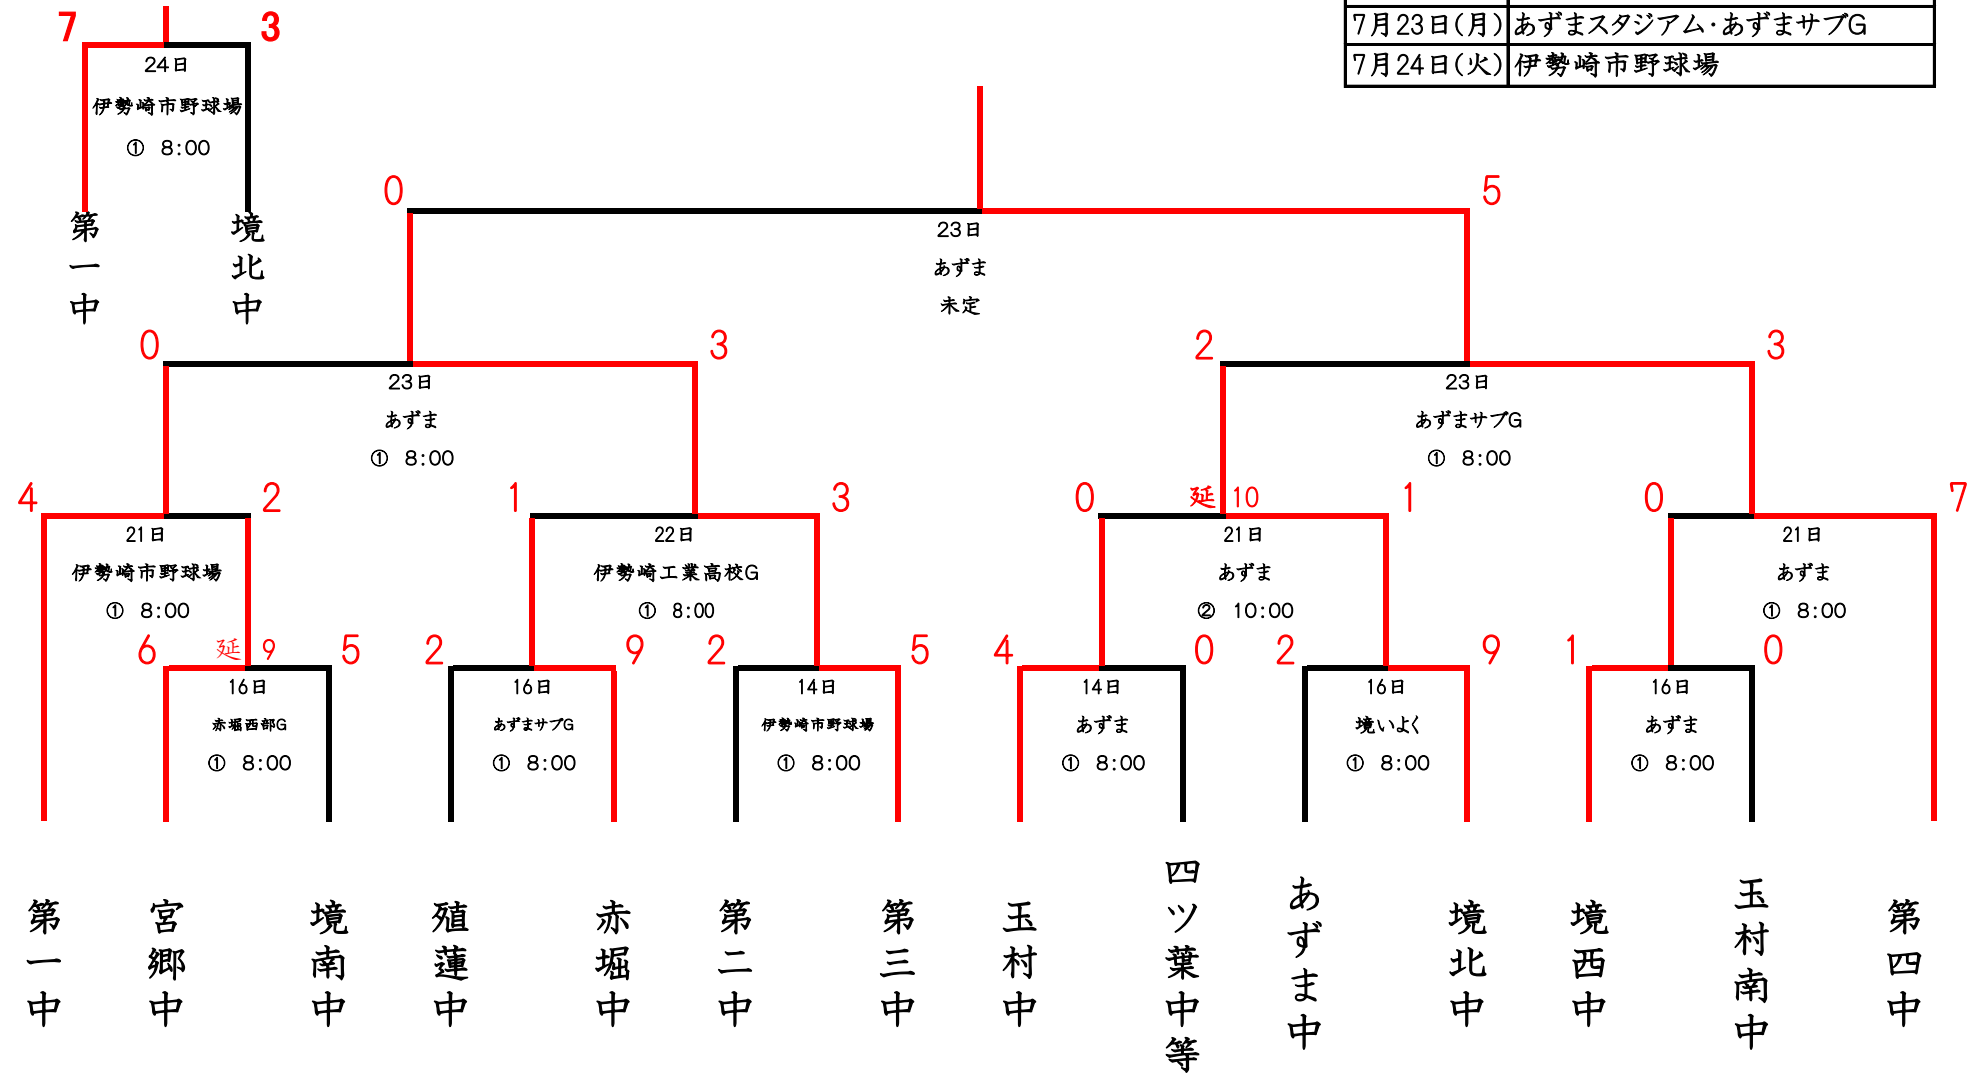 7 3
24日
伊勢崎市野球場
① 8:00
第一中
境北中
7月23日(月) あずまスタジアム・あずまサブG
7月24日(火) 伊勢崎市野球場
0 5
23日
あずま
未定
0 3
23日
あずま
① 8:00
2 3
23日
あずまサブG
① 8:00
4 2
21日
伊勢崎市野球場
① 8:00
1 3
22日
伊勢崎工業高校G
① 8:00
0 延 10 1
21日
あずま
② 10:00
0 7
21日
あずま
① 8:00
6 延 9 5
16日
赤堀西部G
① 8:00
2 9
16日
あずまサブG
① 8:00
2 5
14日
伊勢崎市野球場
① 8:00
4 0
14日
あずま
① 8:00
2 9
16日
境いよく
① 8:00
1 0
16日
あずま
① 8:00
第一中
宮郷中
境南中
殖蓮中
赤堀中
第二中
第三中
玉村中
四ツ葉中等
あずま中
境北中
境西中
玉村南中
第四中